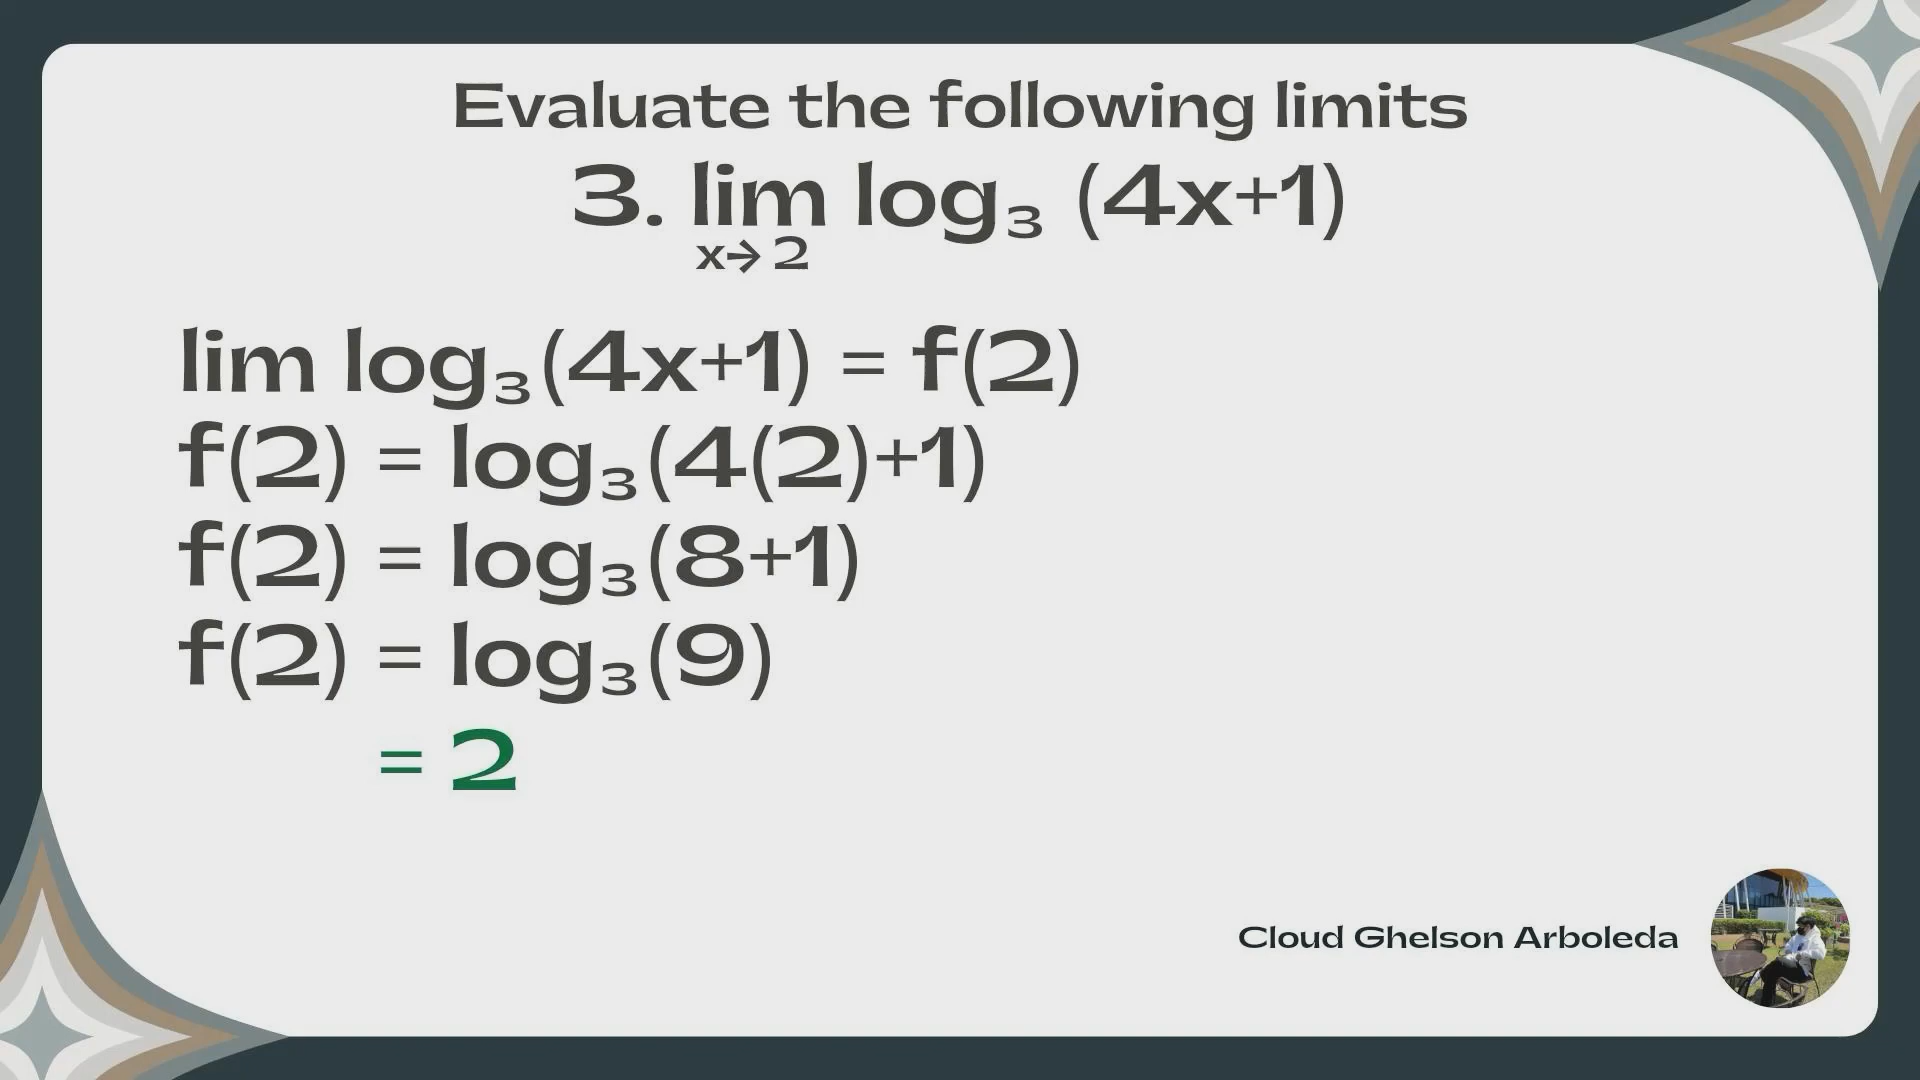 Evaluate the following limits
3. lim log₃ (4x+1)
x→ 2
lim log₃(4x+1) = f(2)
f(2) = log₃(4(2)+1)
f(2) = log₃(8+1)
f(2) = log₃(9)
= 2
Cloud Ghelson Arboleda